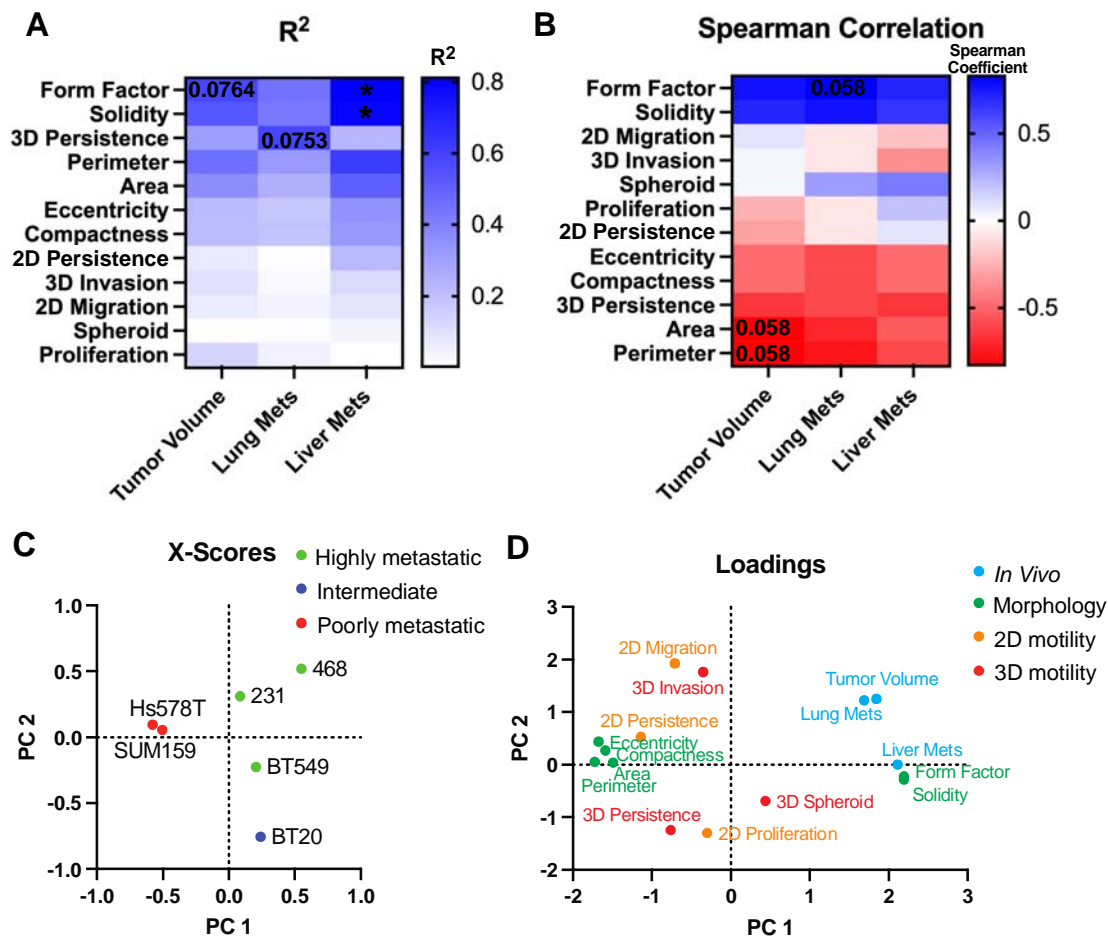 A
R²
R²
Form Factor
Solidity
3D Persistence
Perimeter
Area
Eccentricity
Compactness
2D Persistence
3D Invasion
2D Migration
Spheroid
Proliferation
0.0764
*
*
0.0753
0.8
0.6
0.4
0.2
Tumor Volume
Lung Mets
Liver Mets
B
Spearman Correlation
Spearman
Coefficient
Form Factor
Solidity
2D Migration
3D Invasion
Spheroid
Proliferation
2D Persistence
Eccentricity
Compactness
3D Persistence
Area
Perimeter
0.058
0.058
0.058
0.5
0
-0.5
Tumor Volume
Lung Mets
Liver Mets
C
X-Scores
Highly metastatic
Intermediate
Poorly metastatic
PC 2
1.0
0.5
0.0
-0.5
-1.0
468
231
Hs578T
SUM159
BT549
BT20
-1.0 -0.5 0.0 0.5 1.0
PC 1
D
Loadings
In Vivo
Morphology
2D motility
3D motility
PC 2
3
2
1
0
-1
-2
2D Migration
3D Invasion
Tumor Volume
Lung Mets
2D Persistence
Eccentricity
Compactness
Area
Perimeter
Liver Mets
Form Factor
Solidity
3D Persistence
3D Spheroid
2D Proliferation
-2 -1 0 1 2 3
PC 1